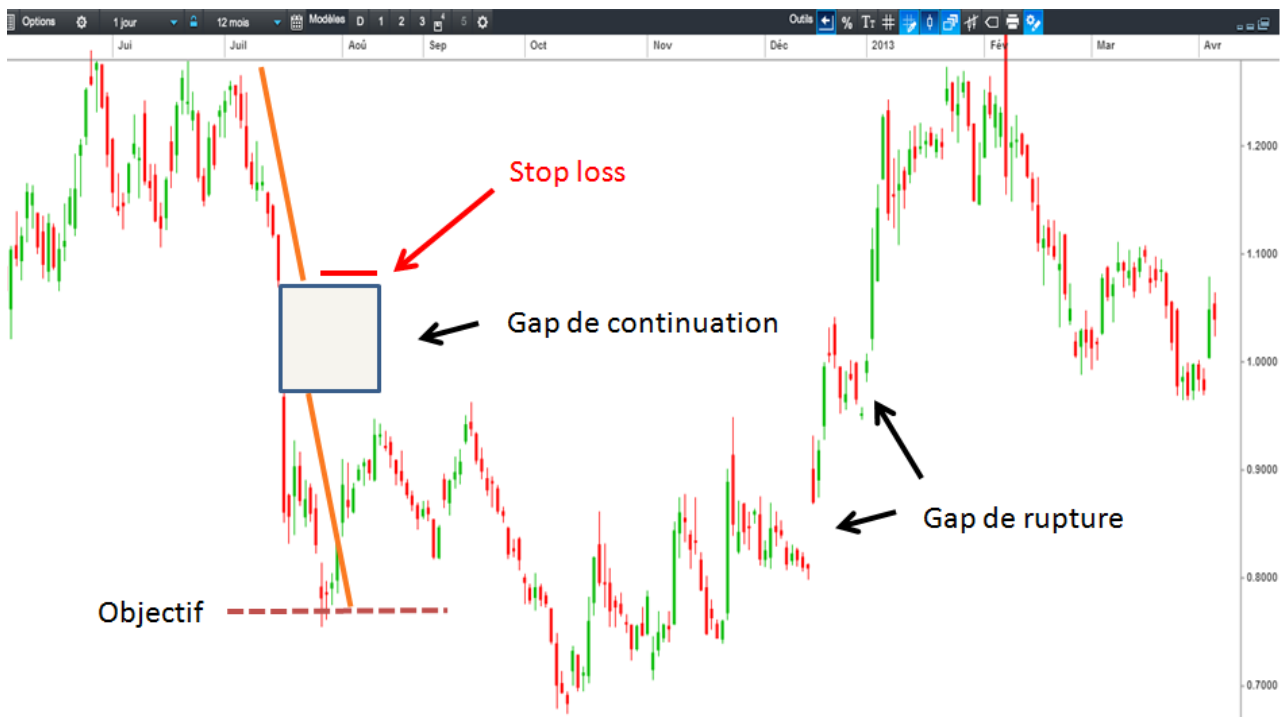 Options 1 jour 12 mois Modèles D 1 2 3 4 5 Outils % TT
Jui Juil Aoû Sep Oct Nov Déc 2013 Fév Mar Avr
1.2000
Stop loss
1.1000
Gap de continuation
1.0000
0.9000
Gap de rupture
0.8000
Objectif
0.7000